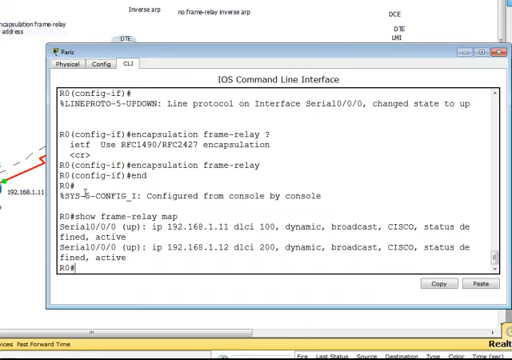 Inverse arp
no frame-relay inverse arp
DCE
encapsulation frame-relay
address
DTE
DTE
LMI
Paris
Physical
Config
CLI
IOS Command Line Interface
R0(config-if)#
%LINEPROTO-5-UPDOWN: Line protocol on Interface Serial0/0/0, changed state to up
R0(config-if)#encapsulation frame-relay ?
ietf Use RFC1490/RFC2427 encapsulation
<cr>
R0(config-if)#encapsulation frame-relay
R0(config-if)#end
R0#
%SYS-5-CONFIG_I: Configured from console by console
192.168.1.11
R0#show frame-relay map
Serial0/0/0 (up): ip 192.168.1.11 dlci 100, dynamic, broadcast, CISCO, status de
fined, active
Serial0/0/0 (up): ip 192.168.1.12 dlci 200, dynamic, broadcast, CISCO, status de
fined, active
R0#
Copy
Paste
Fast Forward Time
Realt
Fire
Last Status
Source
Destination
Type
Color
Time (sec)